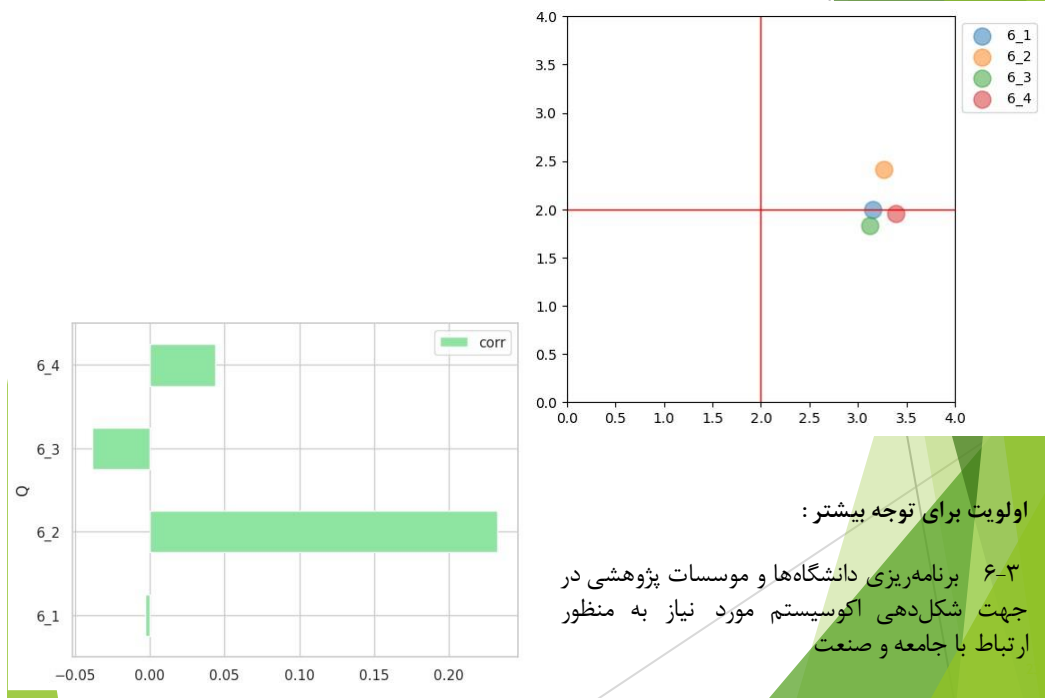 4.0
3.5
3.0
2.5
2.0
1.5
1.0
0.5
0.0
0.0 0.5 1.0 1.5 2.0 2.5 3.0 3.5 4.0
6_1
6_2
6_3
6_4
corr
6_4
6_3
6_2
6_1
Q
−0.05 0.00 0.05 0.10 0.15 0.20
اولویت برای توجه بیشتر :
۶-۳ برنامه‌ریزی دانشگاه‌ها و موسسات پژوهشی در
جهت شکل‌دهی اکوسیستم مورد نیاز به منظور
ارتباط با جامعه و صنعت